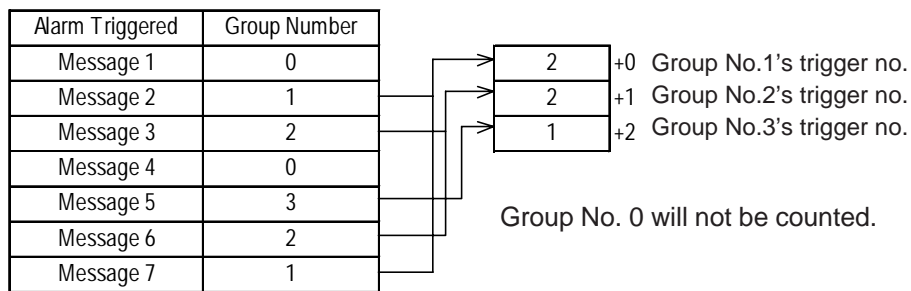 Alarm Triggered Group Number
Message 1 0
Message 2 1
Message 3 2
Message 4 0
Message 5 3
Message 6 2
Message 7 1
2 +0 Group No.1's trigger no.
2 +1 Group No.2's trigger no.
1 +2 Group No.3's trigger no.
Group No. 0 will not be counted.